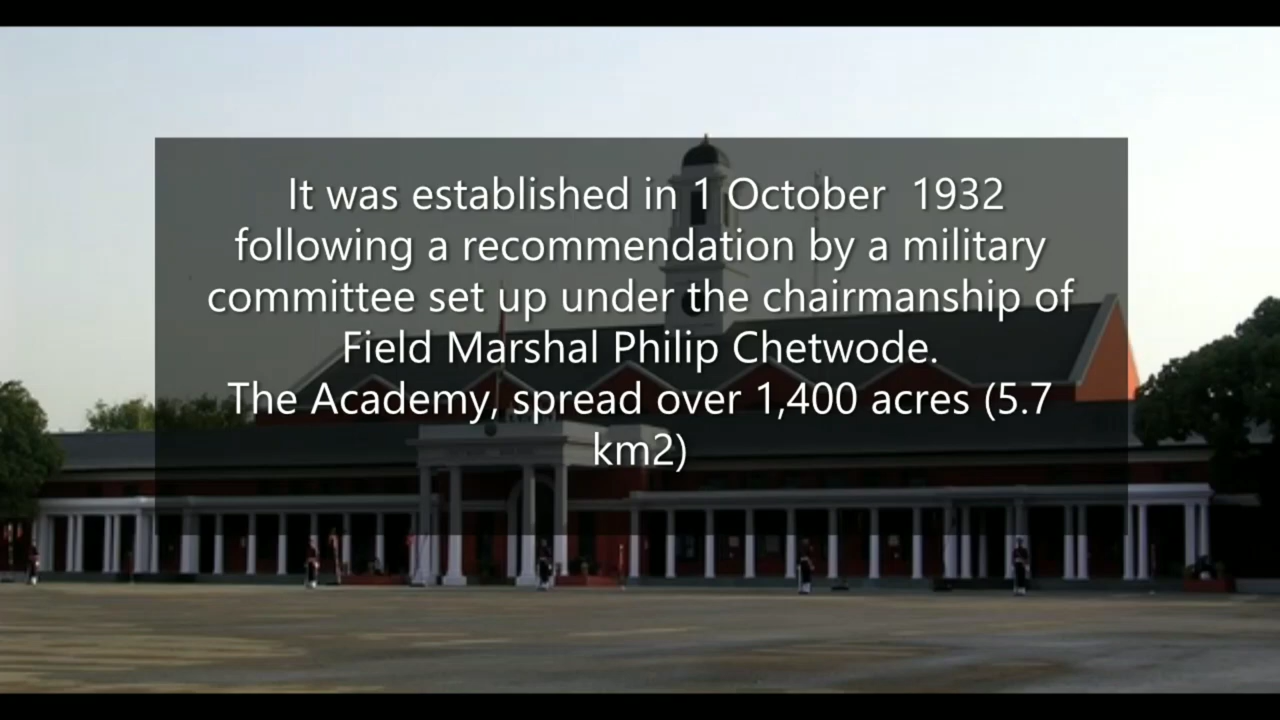 It was established in 1 October  1932
following a recommendation by a military
committee set up under the chairmanship of
Field Marshal Philip Chetwode.
The Academy, spread over 1,400 acres (5.7
km2)